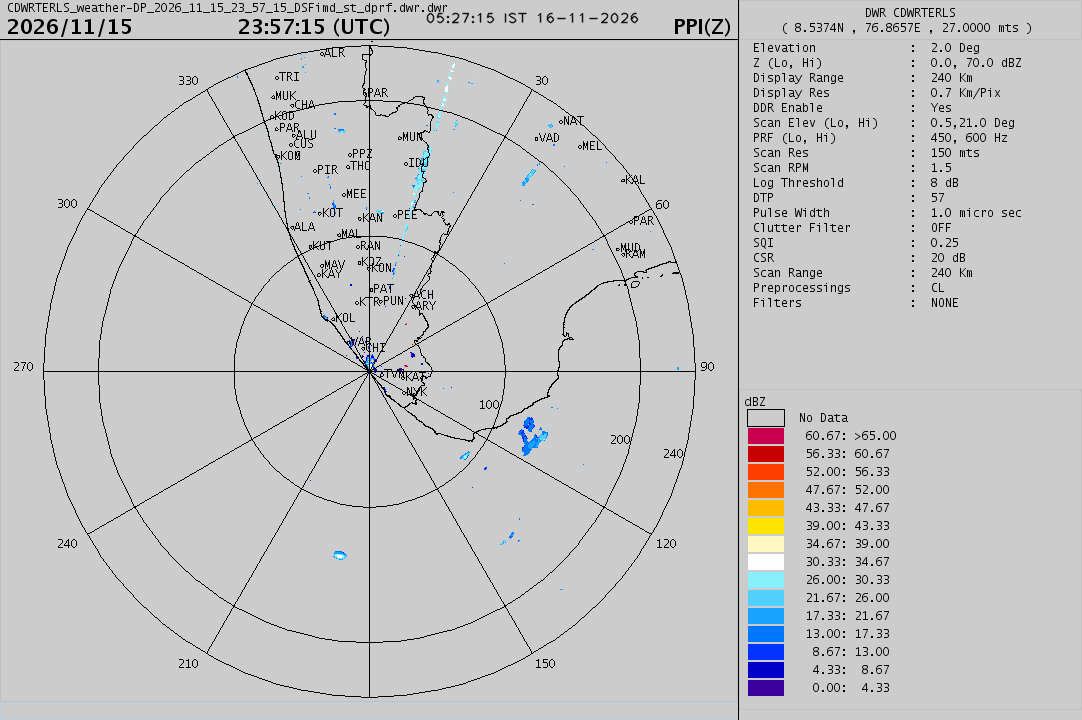 CDWRTERLS_weather-DP_2026_11_15_23_57_15_DSFimd_st_dprf.dwr.dwr
05:27:15 IST 16-11-2026
2026/11/15 23:57:15 (UTC) PPI(Z)
DWR CDWRTERLS
( 8.5374N , 76.8657E , 27.0000 mts )
Elevation : 2.0 Deg
Z (Lo, Hi) : 0.0, 70.0 dBZ
Display Range : 240 Km
Display Res : 0.7 Km/Pix
DDR Enable : Yes
Scan Elev (Lo, Hi) : 0.5,21.0 Deg
PRF (Lo, Hi) : 450, 600 Hz
Scan Res : 150 mts
Scan RPM : 1.5
Log Threshold : 8 dB
DTP : 57
Pulse Width : 1.0 micro sec
Clutter Filter : OFF
SQI : 0.25
CSR : 20 dB
Scan Range : 240 Km
Preprocessings : CL
Filters : NONE
dBZ
No Data
60.67: >65.00
56.33: 60.67
52.00: 56.33
47.67: 52.00
43.33: 47.67
39.00: 43.33
34.67: 39.00
30.33: 34.67
26.00: 30.33
21.67: 26.00
17.33: 21.67
13.00: 17.33
8.67: 13.00
4.33: 8.67
0.00: 4.33
ALR
TRI
330
30
MUK
PAR
CHA
KOD
NAT
PAR
ALU
MUN
VAD
CUS
MEL
PPZ
THO
IDU
PIR
KAL
MEE
300
60
KOT
KAN
PEE
PAR
ALA
MAL
KUT
RAN
MUD
RAM
MAV
KOZ
KON
KAY
PAT
ACH
KTR
PUN
ARY
KOL
VAR
CHI
270
90
TVM
KAT
NYK
100
200
240
240
120
210
150